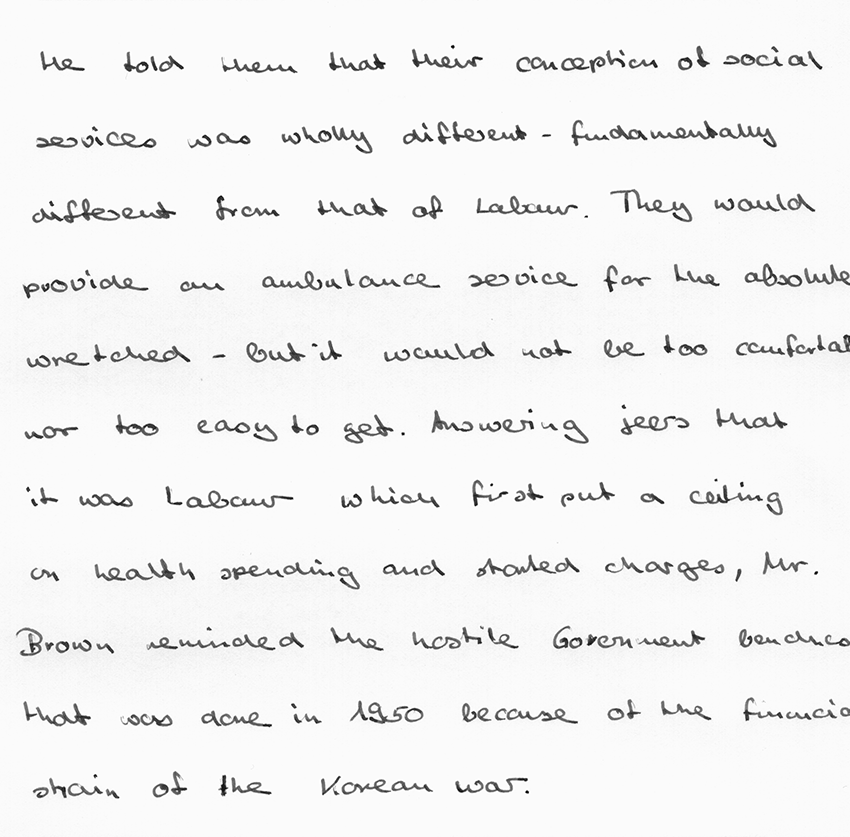 He told them that their conception of social
services was wholly different - fundamentally
different from that of Labour. They would
provide an ambulance service for the absolute
wretched - but it would not be too comfortab
nor too easy to get. Answering jeers that
it was Labour which first put a ceiling
on health spending and started charges, Mr.
Brown reminded the hostile Government benches
that was done in 1950 because of the financia
strain of the Korean war.